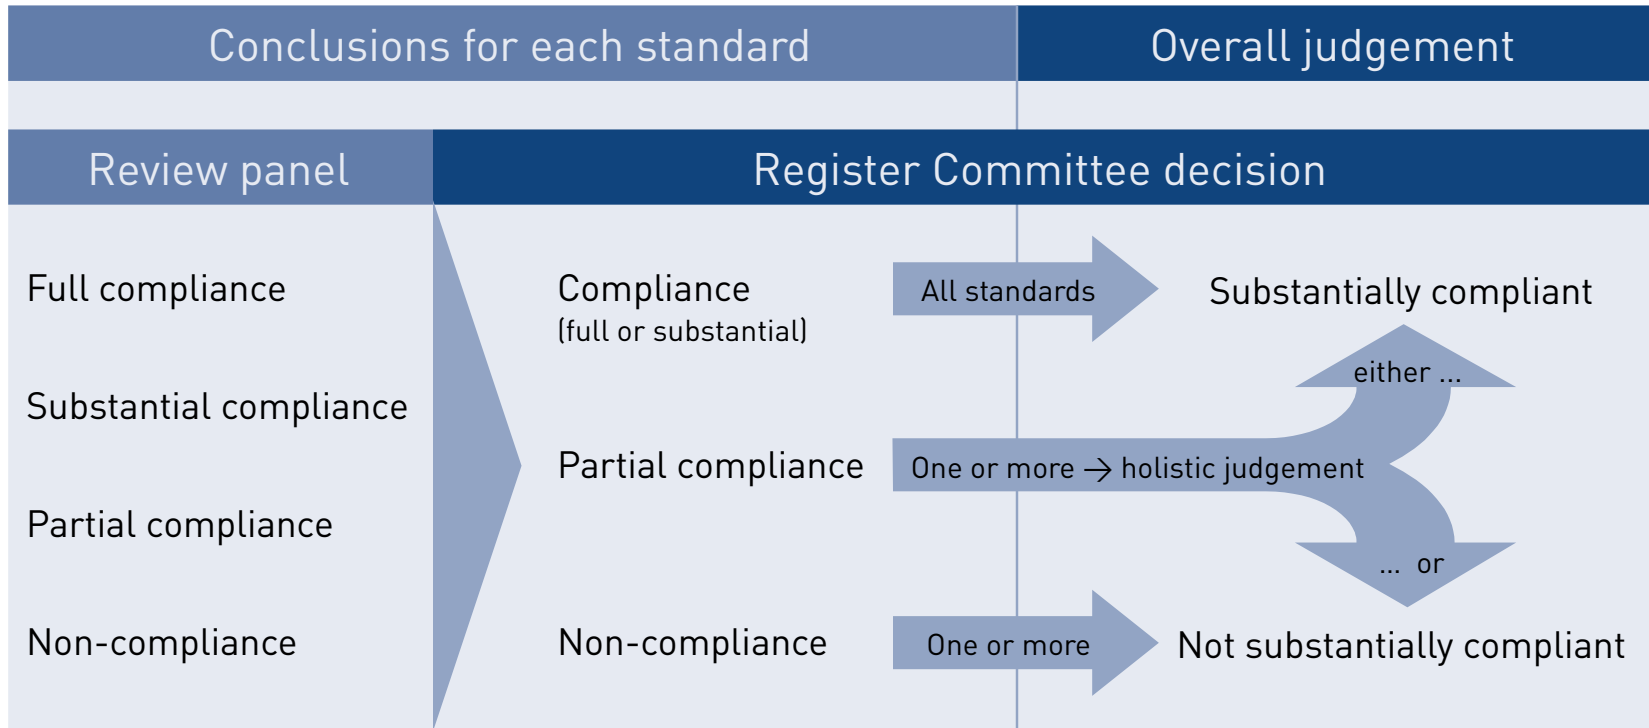 Conclusions for each standard
Overall judgement
Review panel
Register Committee decision
Full compliance
Substantial compliance
Partial compliance
Non-compliance
Compliance
(full or substantial)
Partial compliance
Non-compliance
All standards
One or more → holistic judgement
One or more
Substantially compliant
either ...
... or
Not substantially compliant